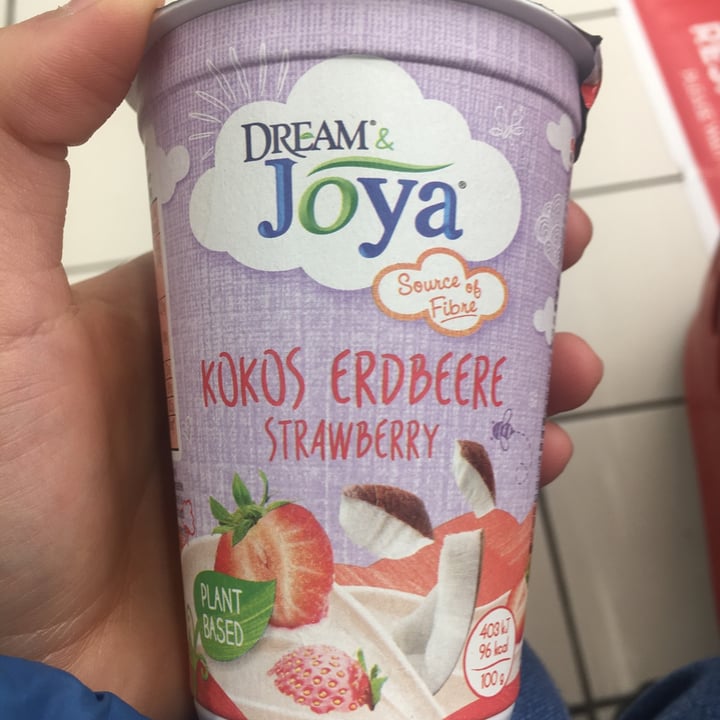 DREAM® &
Joya®
Source of
Fibre
KOKOS ERDBEERE
STRAWBERRY
PLANT
BASED
403 kJ
96 kcal
100 g